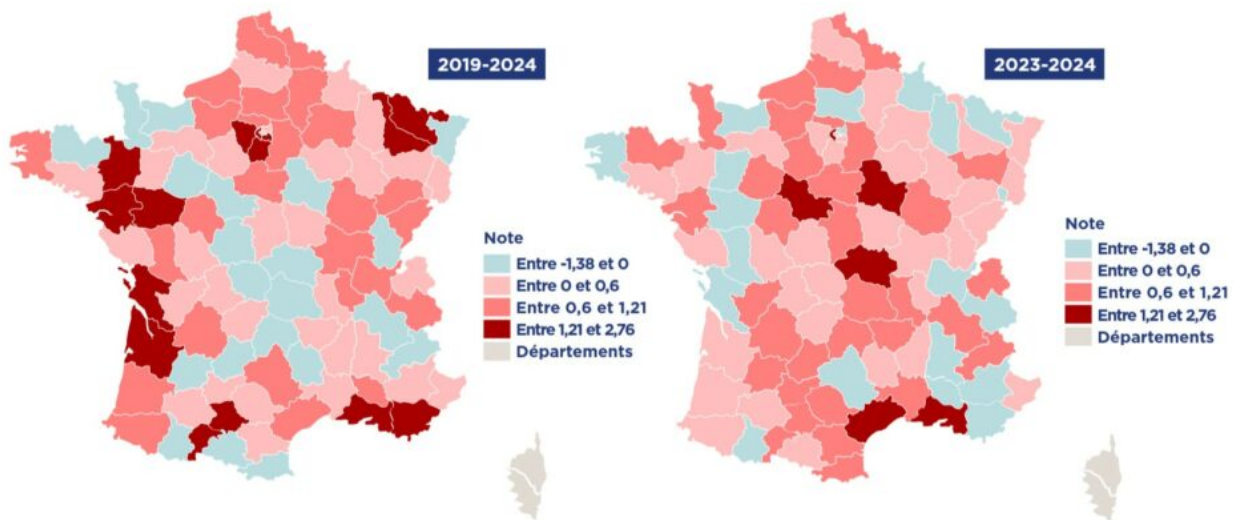 2019-2024
Note
Entre -1,38 et 0
Entre 0 et 0,6
Entre 0,6 et 1,21
Entre 1,21 et 2,76
Départements
2023-2024
Note
Entre -1,38 et 0
Entre 0 et 0,6
Entre 0,6 et 1,21
Entre 1,21 et 2,76
Départements